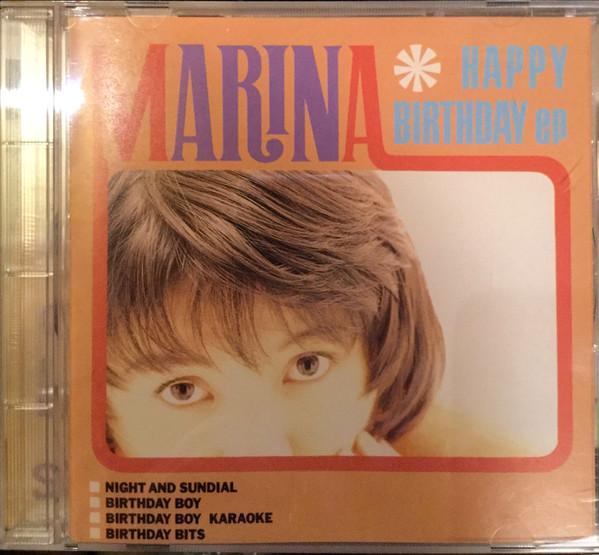 MARINA
HAPPY
BIRTHDAY ep
NIGHT AND SUNDIAL
BIRTHDAY BOY
BIRTHDAY BOY KARAOKE
BIRTHDAY BITS